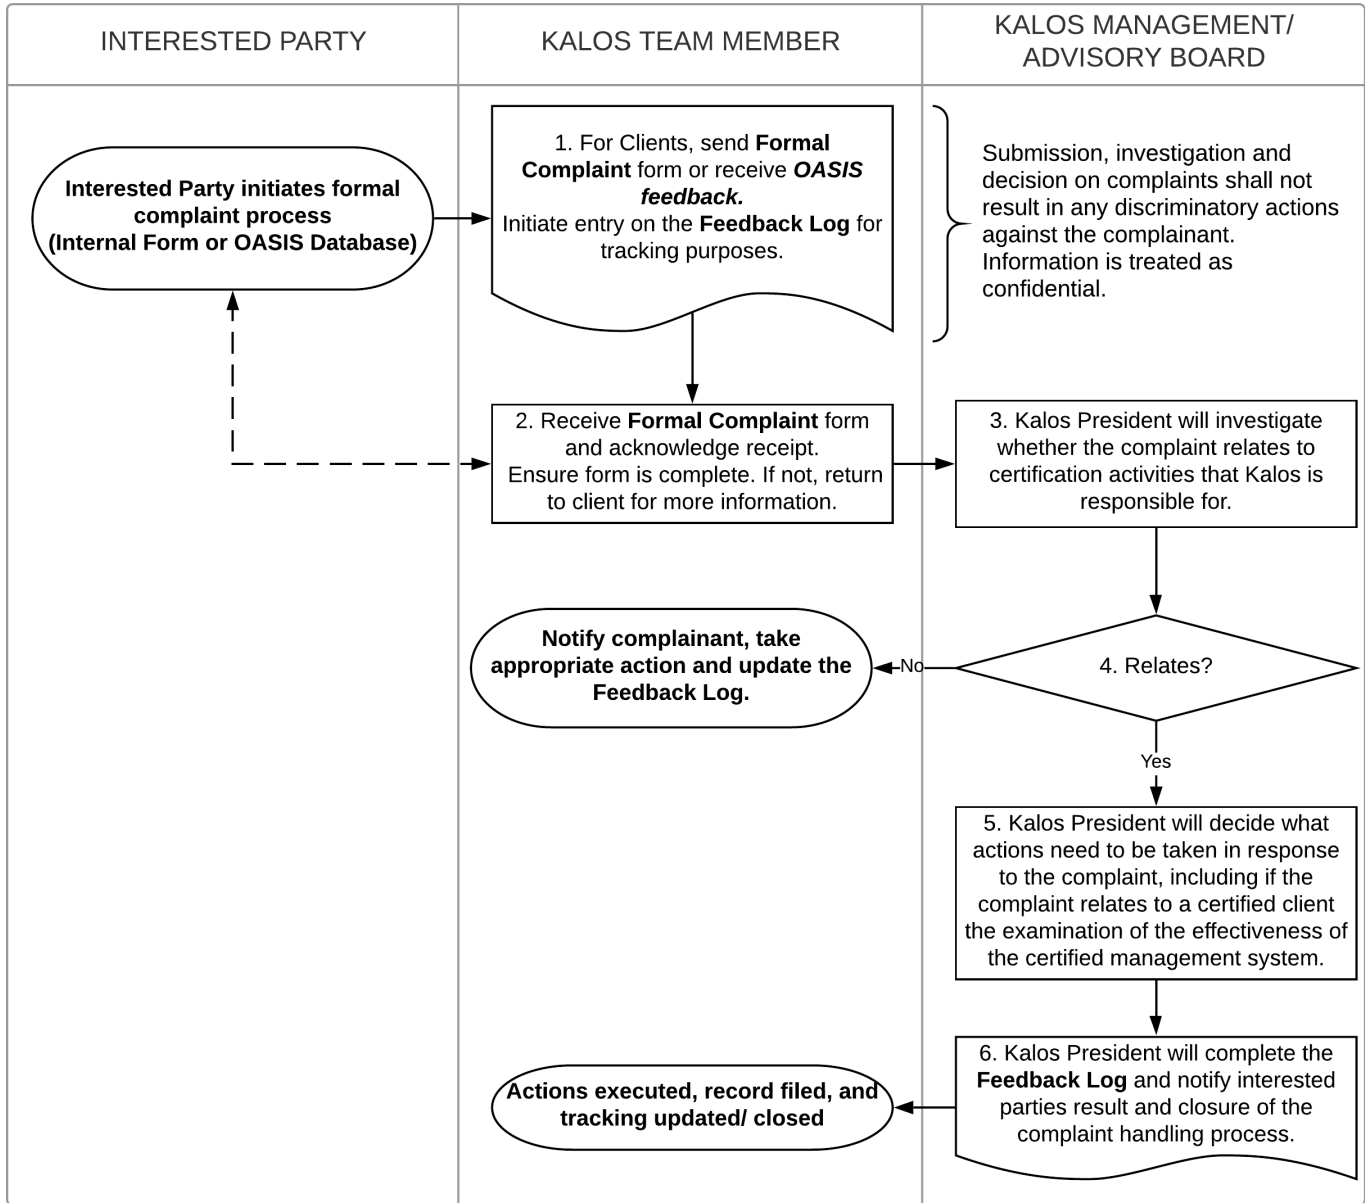 INTERESTED PARTY
KALOS TEAM MEMBER
KALOS MANAGEMENT/
ADVISORY BOARD
Interested Party initiates formal
complaint process
(Internal Form or OASIS Database)
1. For Clients, send Formal
Complaint form or receive OASIS
feedback.
Initiate entry on the Feedback Log for
tracking purposes.
Submission, investigation and
decision on complaints shall not
result in any discriminatory actions
against the complainant.
Information is treated as
confidential.
2. Receive Formal Complaint form
and acknowledge receipt.
Ensure form is complete. If not, return
to client for more information.
3. Kalos President will investigate
whether the complaint relates to
certification activities that Kalos is
responsible for.
Notify complainant, take
appropriate action and update the
Feedback Log.
No
4. Relates?
Yes
5. Kalos President will decide what
actions need to be taken in response
to the complaint, including if the
complaint relates to a certified client
the examination of the effectiveness of
the certified management system.
6. Kalos President will complete the
Feedback Log and notify interested
parties result and closure of the
complaint handling process.
Actions executed, record filed, and
tracking updated/ closed